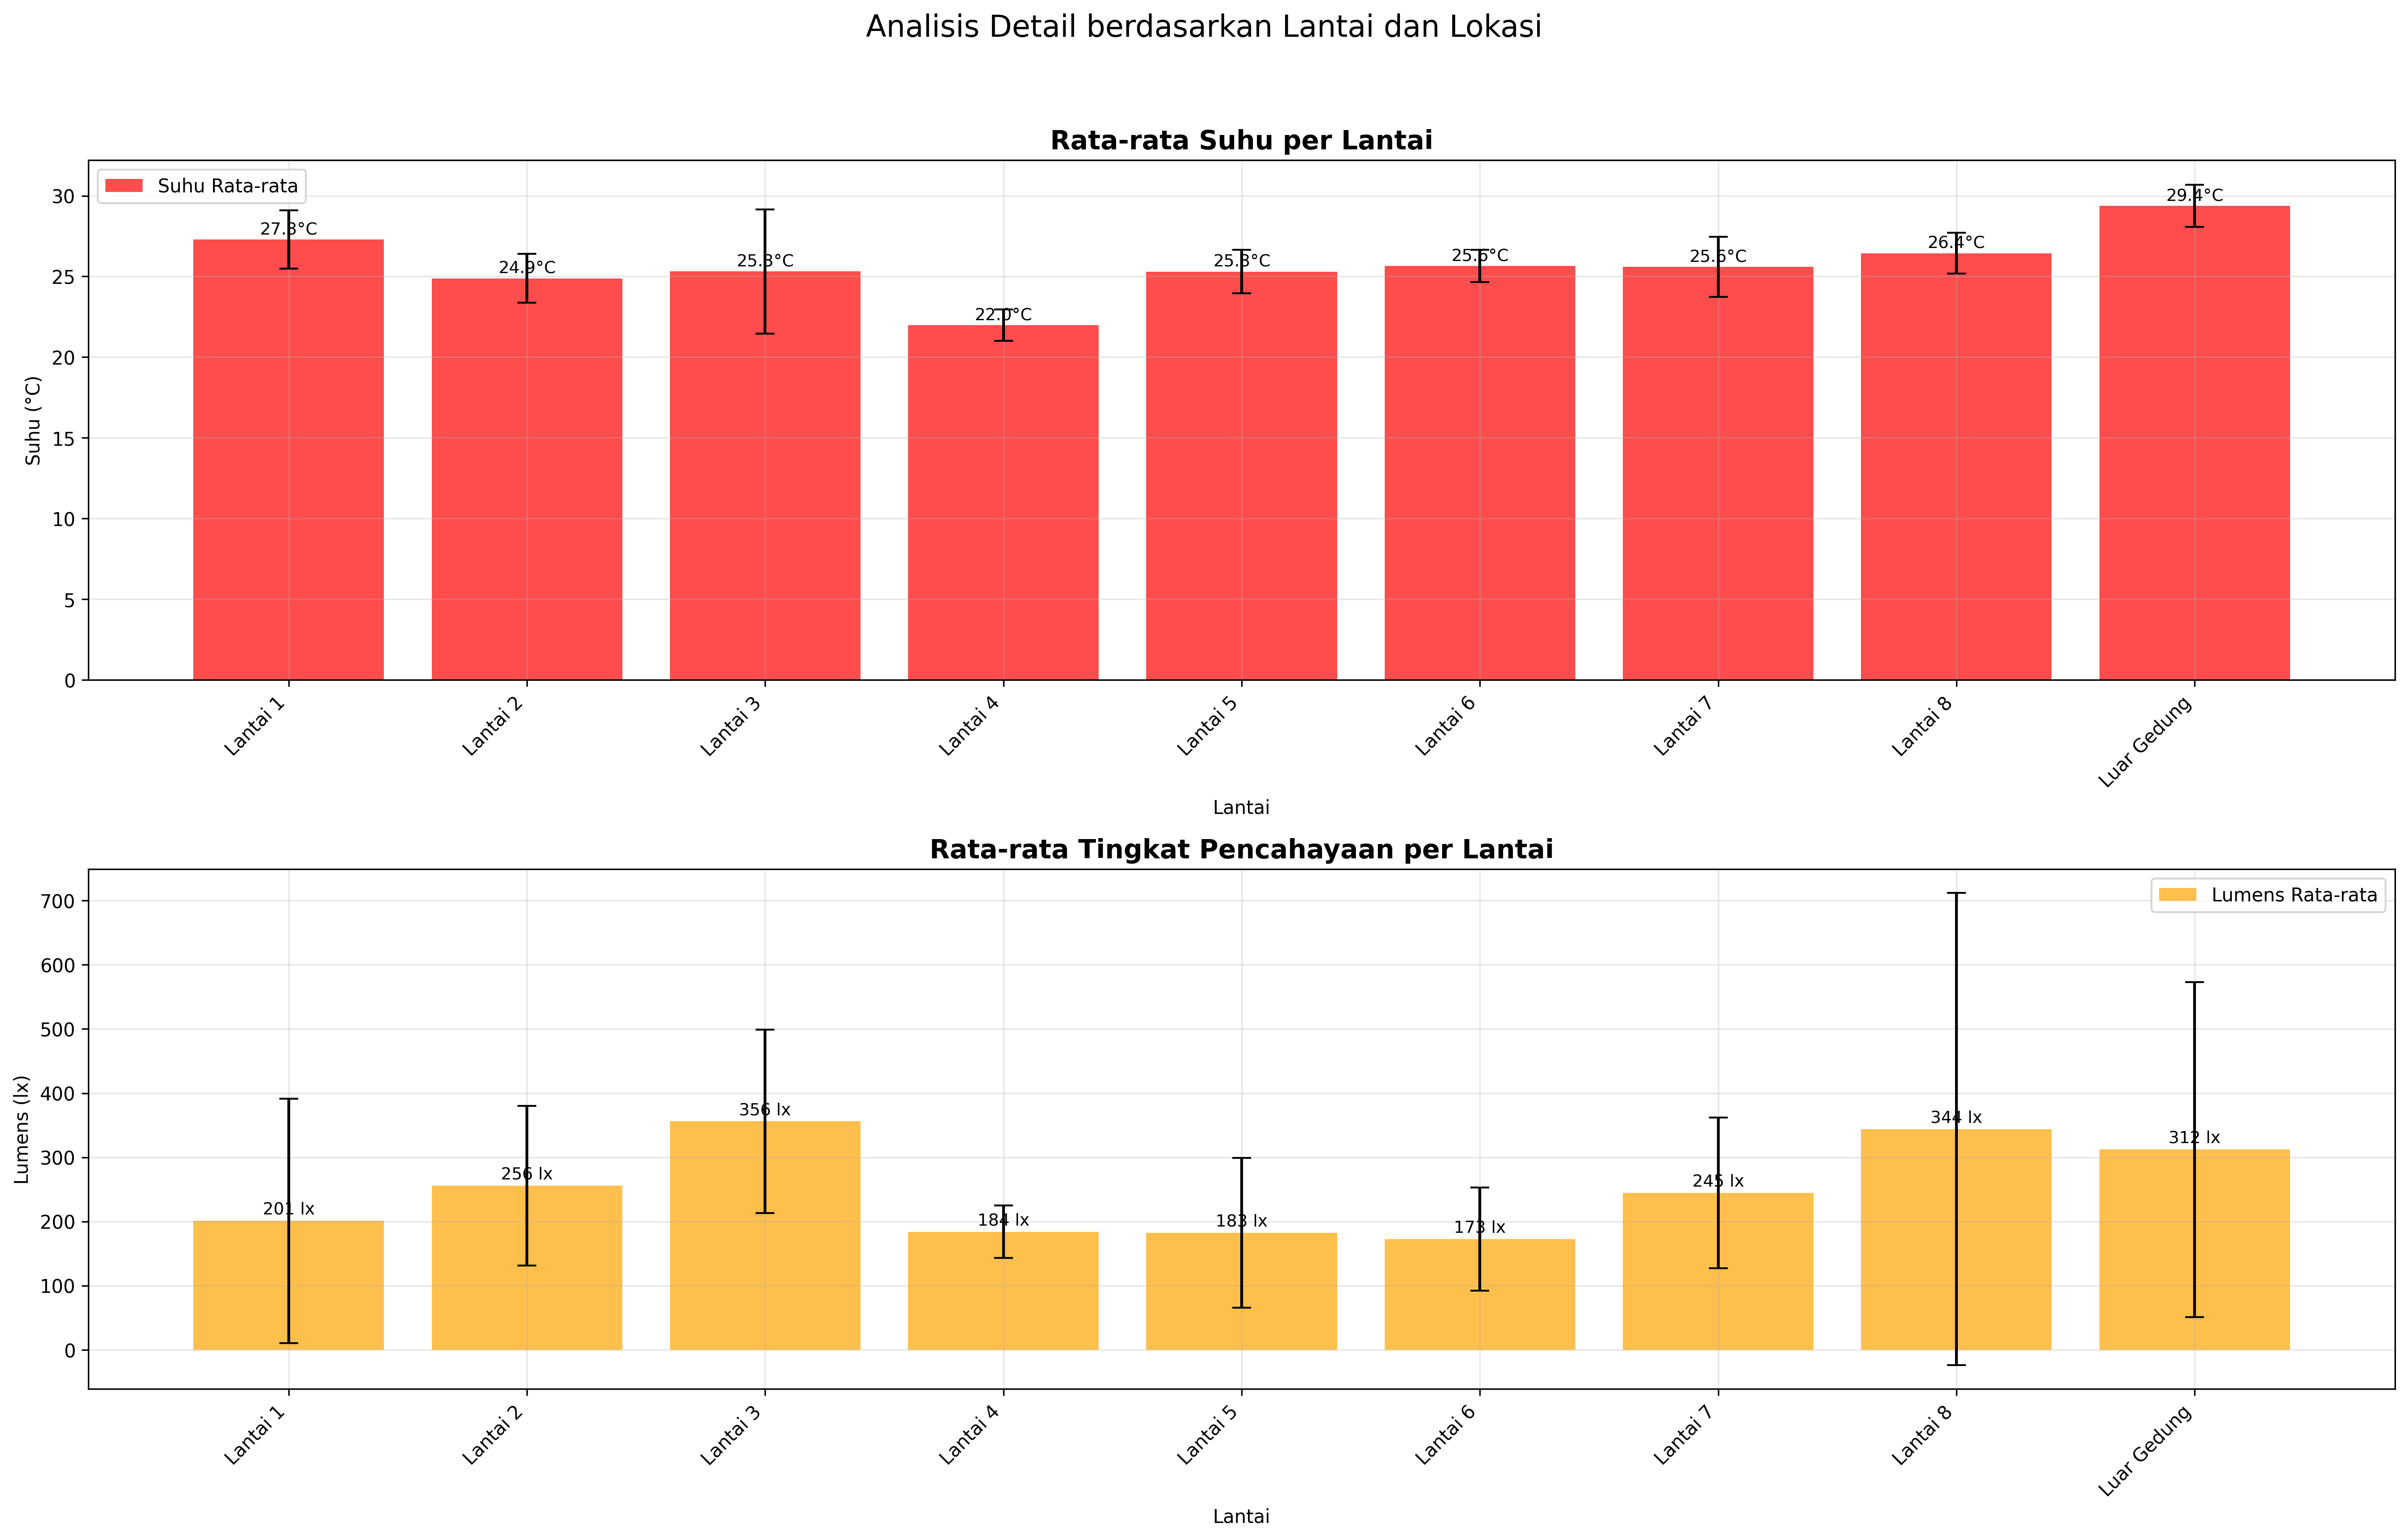 Analisis Detail berdasarkan Lantai dan Lokasi
Rata-rata Suhu per Lantai
Suhu Rata-rata
Suhu (°C)
30
25
20
15
10
5
0
27.3°C
24.9°C
25.3°C
22.0°C
25.3°C
25.6°C
25.6°C
26.4°C
29.4°C
Lantai 1
Lantai 2
Lantai 3
Lantai 4
Lantai 5
Lantai 6
Lantai 7
Lantai 8
Luar Gedung
Lantai
Rata-rata Tingkat Pencahayaan per Lantai
Lumens Rata-rata
Lumens (lx)
700
600
500
400
300
200
100
0
201 lx
256 lx
356 lx
184 lx
183 lx
173 lx
245 lx
344 lx
312 lx
Lantai 1
Lantai 2
Lantai 3
Lantai 4
Lantai 5
Lantai 6
Lantai 7
Lantai 8
Luar Gedung
Lantai